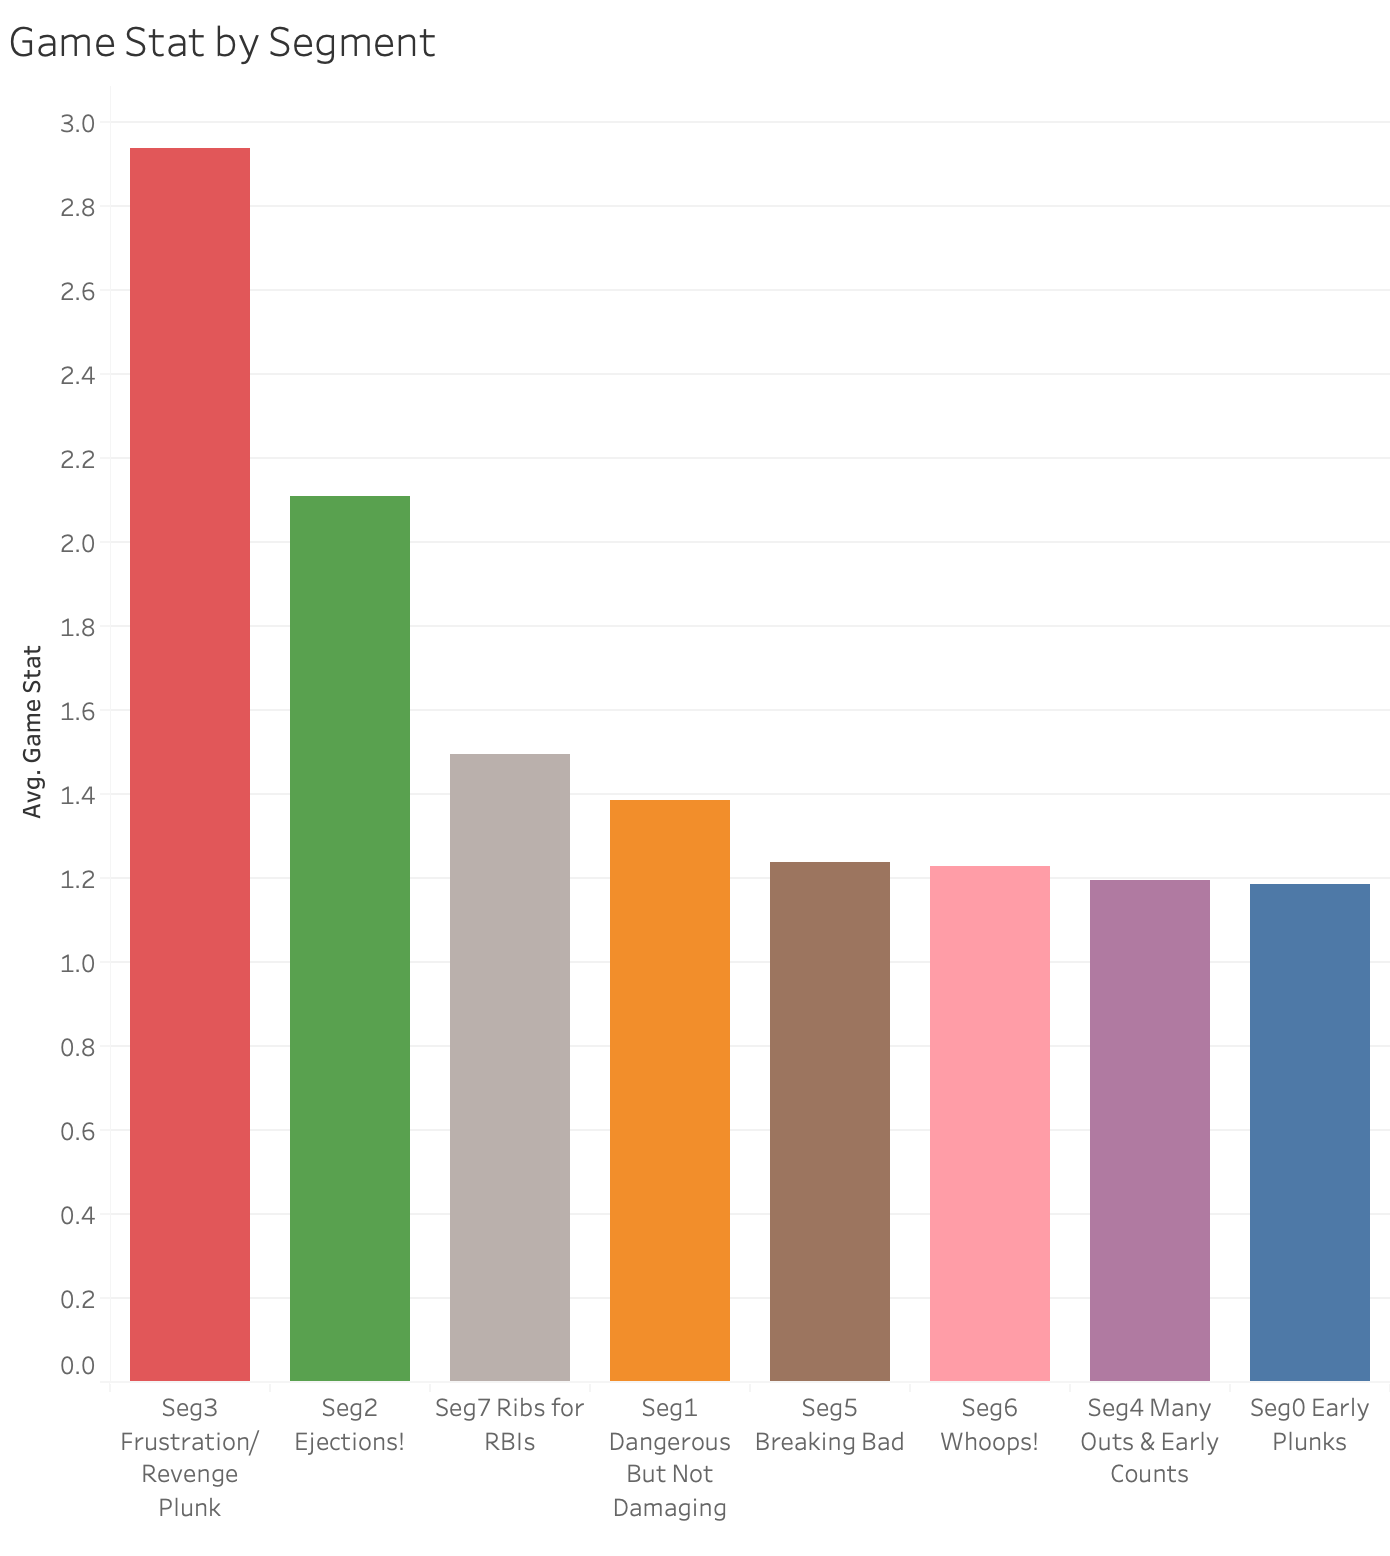 Game Stat by Segment
3.0
2.8
2.6
2.4
2.2
2.0
1.8
1.6
1.4
1.2
1.0
0.8
0.6
0.4
0.2
0.0
Avg. Game Stat
Seg3
Frustration/
Revenge
Plunk
Seg2
Ejections!
Seg7 Ribs for
RBIs
Seg1
Dangerous
But Not
Damaging
Seg5
Breaking Bad
Seg6
Whoops!
Seg4 Many
Outs & Early
Counts
Seg0 Early
Plunks